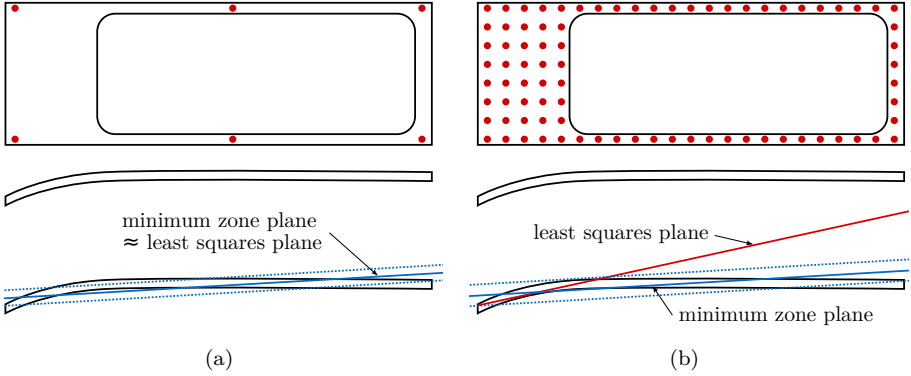 minimum zone plane
≈ least squares plane
least squares plane
minimum zone plane
(a)
(b)